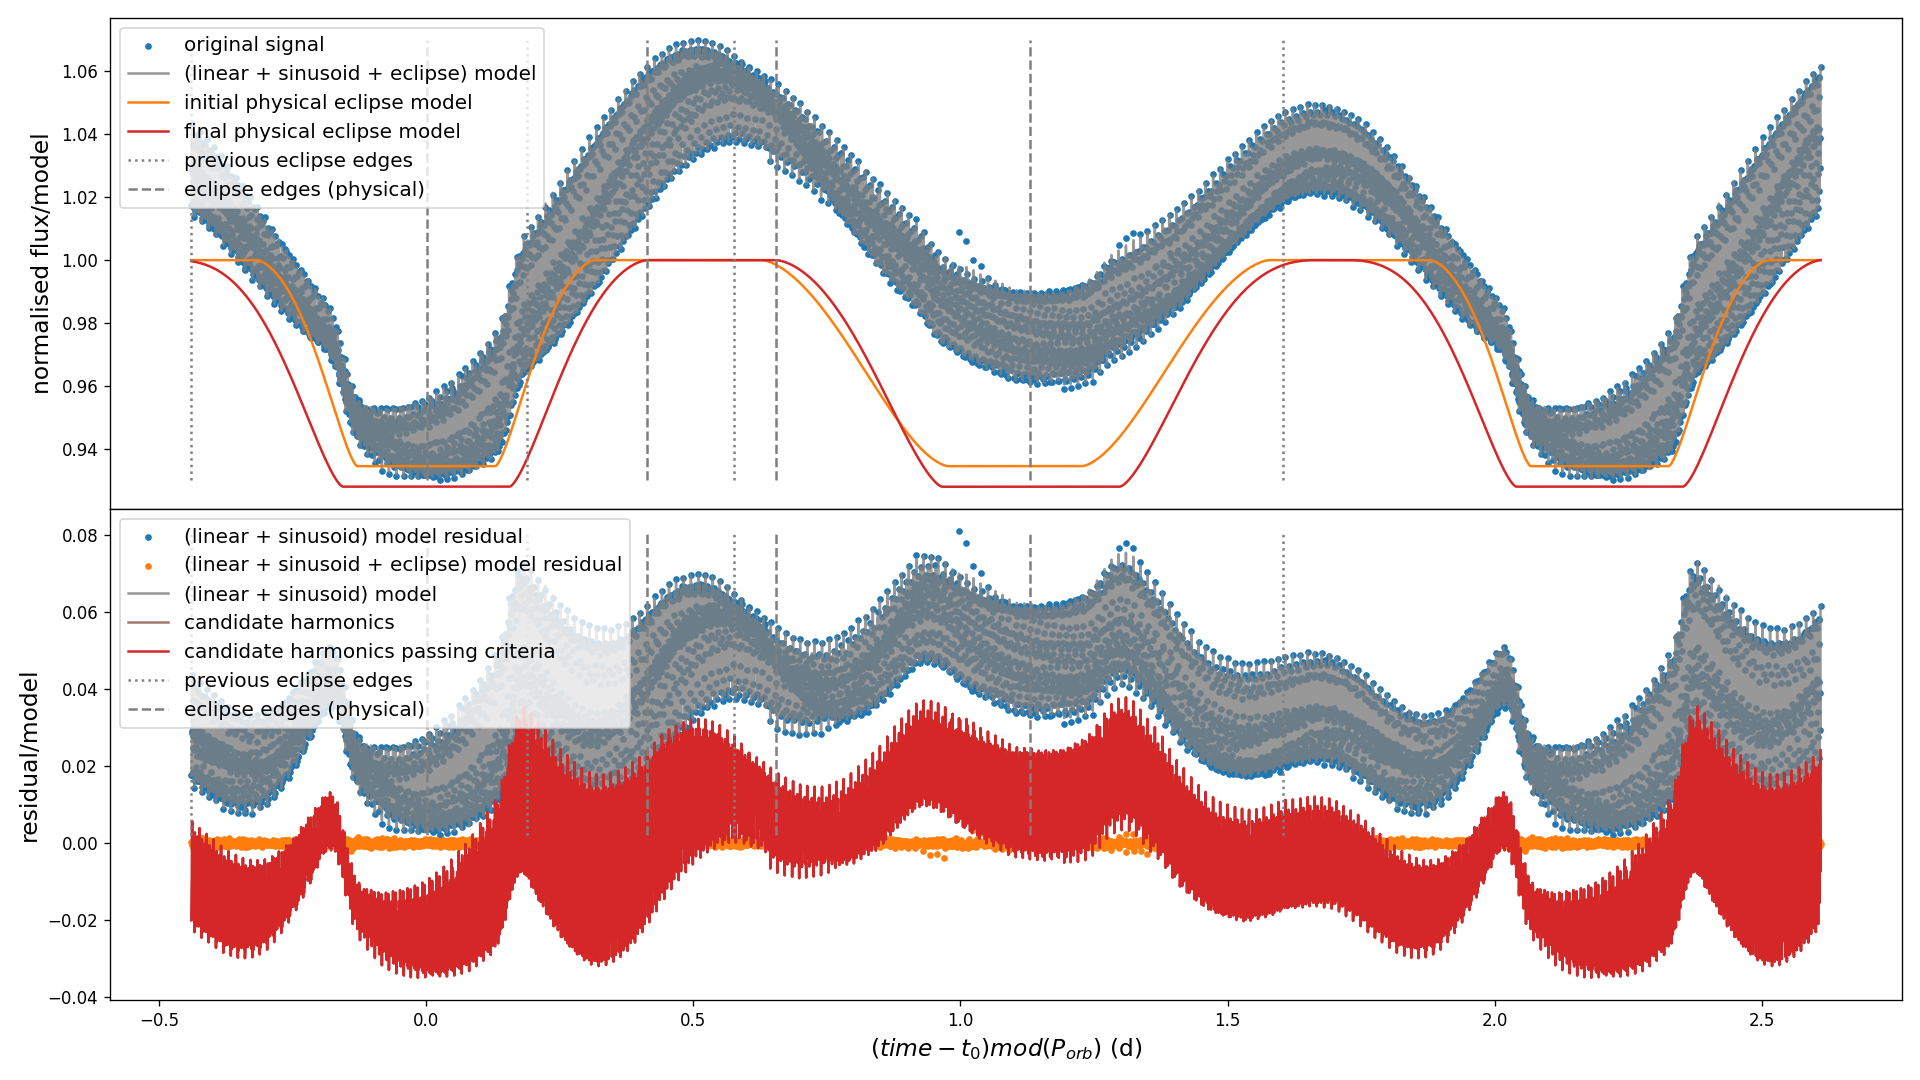 normalised flux/model
1.06
1.04
1.02
1.00
0.98
0.96
0.94
original signal
(linear + sinusoid + eclipse) model
initial physical eclipse model
final physical eclipse model
previous eclipse edges
eclipse edges (physical)
residual/model
0.08
0.06
0.04
0.02
0.00
−0.02
−0.04
(linear + sinusoid) model residual
(linear + sinusoid + eclipse) model residual
(linear + sinusoid) model
candidate harmonics
candidate harmonics passing criteria
previous eclipse edges
eclipse edges (physical)
−0.5 0.0 0.5 1.0 1.5 2.0 2.5
(time − t₀)mod(P_orb) (d)